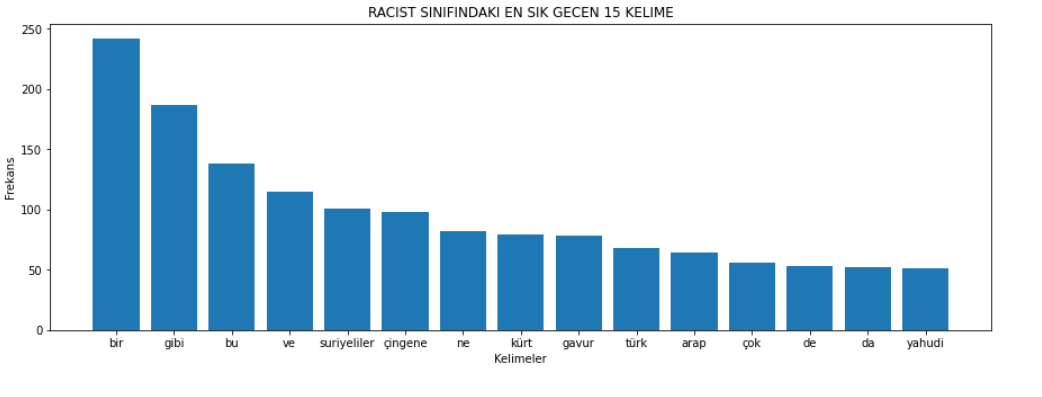 RACIST SINIFINDAKI EN SIK GECEN 15 KELIME
250
200
150
100
50
0
Frekans
bir gibi bu ve suriyeliler çingene ne kürt gavur türk arap çok de da yahudi
Kelimeler